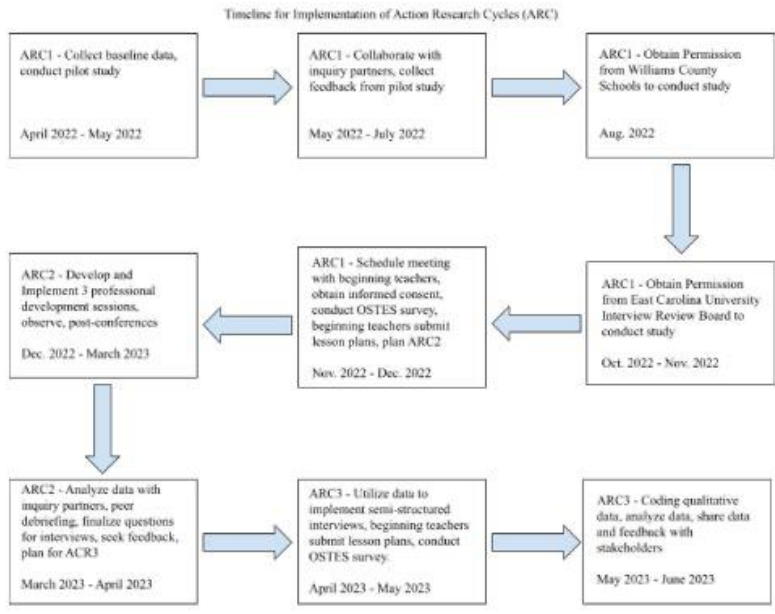 Timeline for Implementation of Action Research Cycles (ARC)
ARC1 - Collect baseline data,
conduct pilot study
April 2022 - May 2022
ARC1 - Collaborate with
inquiry partners, collect
feedback from pilot study
May 2022 - July 2022
ARC1 - Obtain Permission
from Williams County
Schools to conduct study
Aug. 2022
ARC1 - Obtain Permission
from East Carolina University
Interview Review Board to
conduct study
Oct. 2022 - Nov. 2022
ARC1 - Schedule meeting
with beginning teachers,
obtain informed consent,
conduct OSTES survey,
beginning teachers submit
lesson plans, plan ARC2
Nov. 2022 - Dec. 2022
ARC2 - Develop and
Implement 3 professional
development sessions,
observe, post-conferences
Dec. 2022 - March 2023
ARC2 - Analyze data with
inquiry partners, peer
debriefing, finalize questions
for interviews, seek feedback,
plan for ACR3
March 2023 - April 2023
ARC3 - Utilize data to
implement semi-structured
interviews, beginning teachers
submit lesson plans, conduct
OSTES survey.
April 2023 - May 2023
ARC3 - Coding qualitative
data, analyze data, share data
and feedback with
stakeholders
May 2023 - June 2023